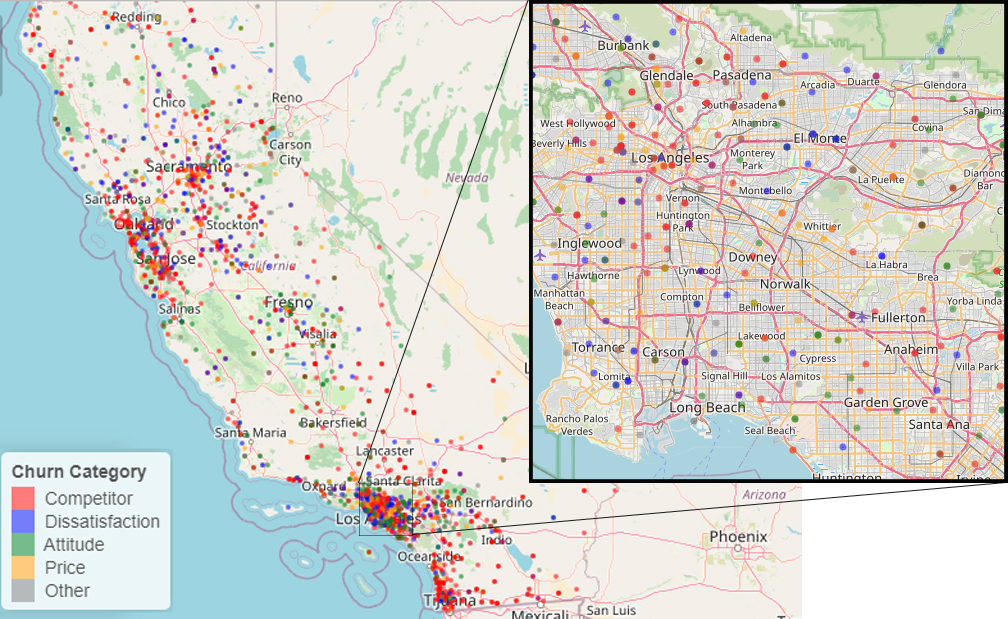 Redding
Chico
Reno
Carson
City
Sacramento
Nevada
Santa Rosa
Oakland
Stockton
San Jose
California
Salinas
Fresno
Visalia
Bakersfield
Santa Maria
Lancaster
Oxnard
Santa Clarita
San Bernardino
Los Angeles
Indio
Oceanside
Tijuana
Mexicali
San Luis
Phoenix
Arizona
L
Churn Category
Competitor
Dissatisfaction
Attitude
Price
Other
Burbank
Altadena
Glendale
Pasadena
Arcadia
Duarte
Glendora
South Pasadena
San Dima
West Hollywood
Alhambra
El Monte
Covina
Beverly Hills
Los Angeles
Monterey
Park
La Puente
Diamond
Bar
Vernon
Montebello
Huntington
Park
Whittier
C
Inglewood
Downey
La Habra
Hawthorne
Lynwood
Norwalk
Brea
Manhattan
Beach
Compton
Bellflower
Yorba Linda
Fullerton
Torrance
Carson
Lakewood
Cypress
Anaheim
Villa Park
Lomita
Signal Hill
Los Alamitos
Long Beach
Garden Grove
Rancho Palos
Verdes
Seal Beach
Santa Ana
Huntington
Irvine